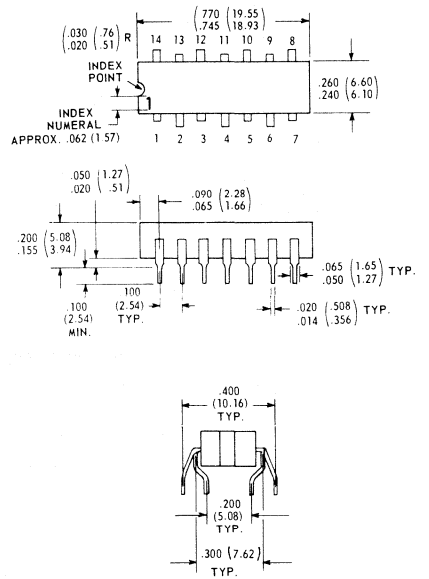 .770 (19.55
.745 (18.93
.030 (.76) R
.020 (.51)
14 13 12 11 10 9 8
INDEX
POINT
1
.260 (6.60)
.240 (6.10)
INDEX
NUMERAL
APPROX. .062 (1 57)
1 2 3 4 5 6 7
.050 (1.27
.020 ( .51
.090 (2.28
.065 (1.66
.200 (5.08
.155 (3.94
.065 (1.65) TYP.
.050 (1.27)
.100
(2.54)
TYP.
.100
(2.54)
MIN.
.020 (.508) TYP.
.014 (.356)
.400
(10.16)
TYP.
.200
(5.08)
TYP.
.300 (7.62)
TYP.